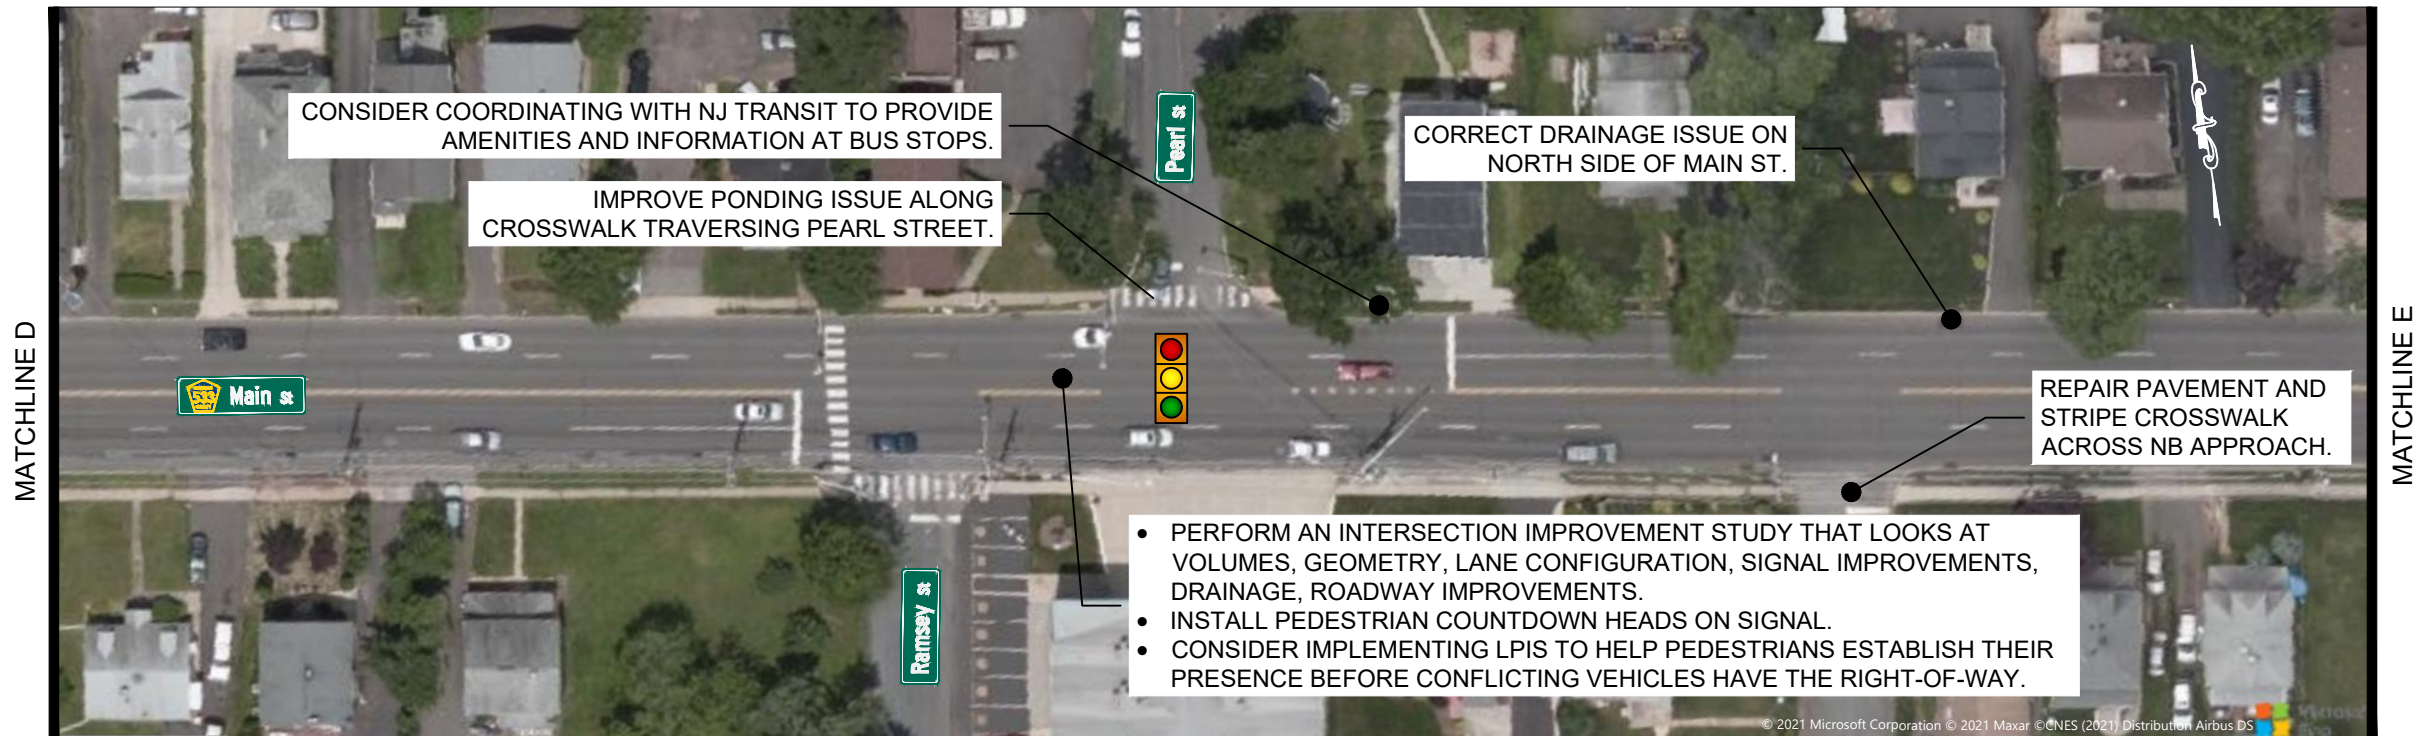 CONSIDER COORDINATING WITH NJ TRANSIT TO PROVIDE
AMENITIES AND INFORMATION AT BUS STOPS.
IMPROVE PONDING ISSUE ALONG
CROSSWALK TRAVERSING PEARL STREET.
Pearl St
CORRECT DRAINAGE ISSUE ON
NORTH SIDE OF MAIN ST.
MATCHLINE D
533
Main St
MATCHLINE E
REPAIR PAVEMENT AND
STRIPE CROSSWALK
ACROSS NB APPROACH.
Ramsey St
• PERFORM AN INTERSECTION IMPROVEMENT STUDY THAT LOOKS AT
VOLUMES, GEOMETRY, LANE CONFIGURATION, SIGNAL IMPROVEMENTS,
DRAINAGE, ROADWAY IMPROVEMENTS.
• INSTALL PEDESTRIAN COUNTDOWN HEADS ON SIGNAL.
• CONSIDER IMPLEMENTING LPIS TO HELP PEDESTRIANS ESTABLISH THEIR
PRESENCE BEFORE CONFLICTING VEHICLES HAVE THE RIGHT-OF-WAY.
© 2021 Microsoft Corporation © 2021 Maxar ©CNES (2021) Distribution Airbus DS